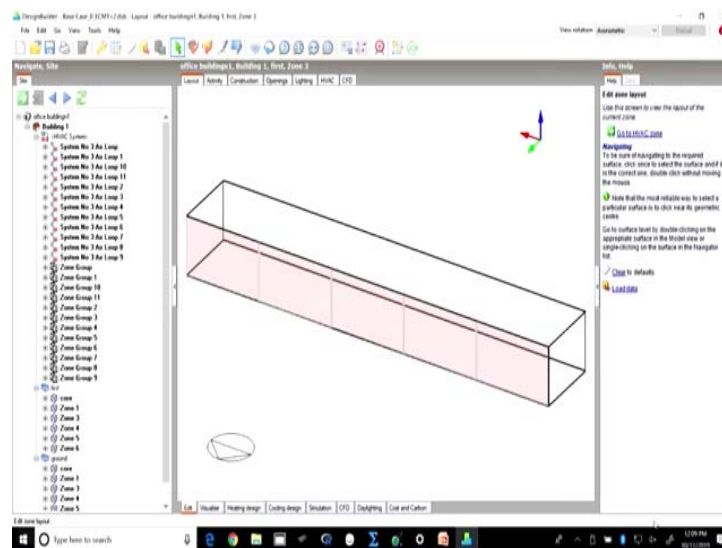 DesignBuilder
Layout
File Edit Go View Tools Help
View rotation Axonometric
Navigate, Site
office buildinge1, Building 1, first, Zone 3
Info, Help
Site
Layout Activity Construction Openings Lighting HVAC CFD
Help
office buildinge1
Building 1
HVAC Systems
System No 3 Air Loop
System No 3 Air Loop 1
System No 3 Air Loop 10
System No 3 Air Loop 11
System No 3 Air Loop 2
System No 3 Air Loop 3
System No 3 Air Loop 4
System No 3 Air Loop 5
System No 3 Air Loop 6
System No 3 Air Loop 7
System No 3 Air Loop 8
System No 3 Air Loop 9
Zone Group
Zone Group 1
Zone Group 10
Zone Group 11
Zone Group 2
Zone Group 3
Zone Group 4
Zone Group 5
Zone Group 6
Zone Group 7
Zone Group 8
Zone Group 9
first
core
Zone 1
Zone 3
Zone 4
Zone 5
Zone 6
ground
core
Zone 1
Zone 3
Zone 4
Zone 5
Edit zone layout
Use this screen to view the layout of the
current zone
Go to HVAC zone
Navigating
To be sure of navigating to the required
surface, click once to select the surface and if it
is the correct one, double click without moving
the mouse.
Note that the most reliable way to select a
particular surface is to click near its geometric
centre
Go to surface level by double-clicking on the
appropriate surface in the Model view or
single-clicking on the surface in the Navigator
list
Clear to defaults
Load data
Edit Visualise Heating design Cooling design Simulation CFD Daylighting Cost and Carbon
Edit zone layout
Type here to search
12:09 PM